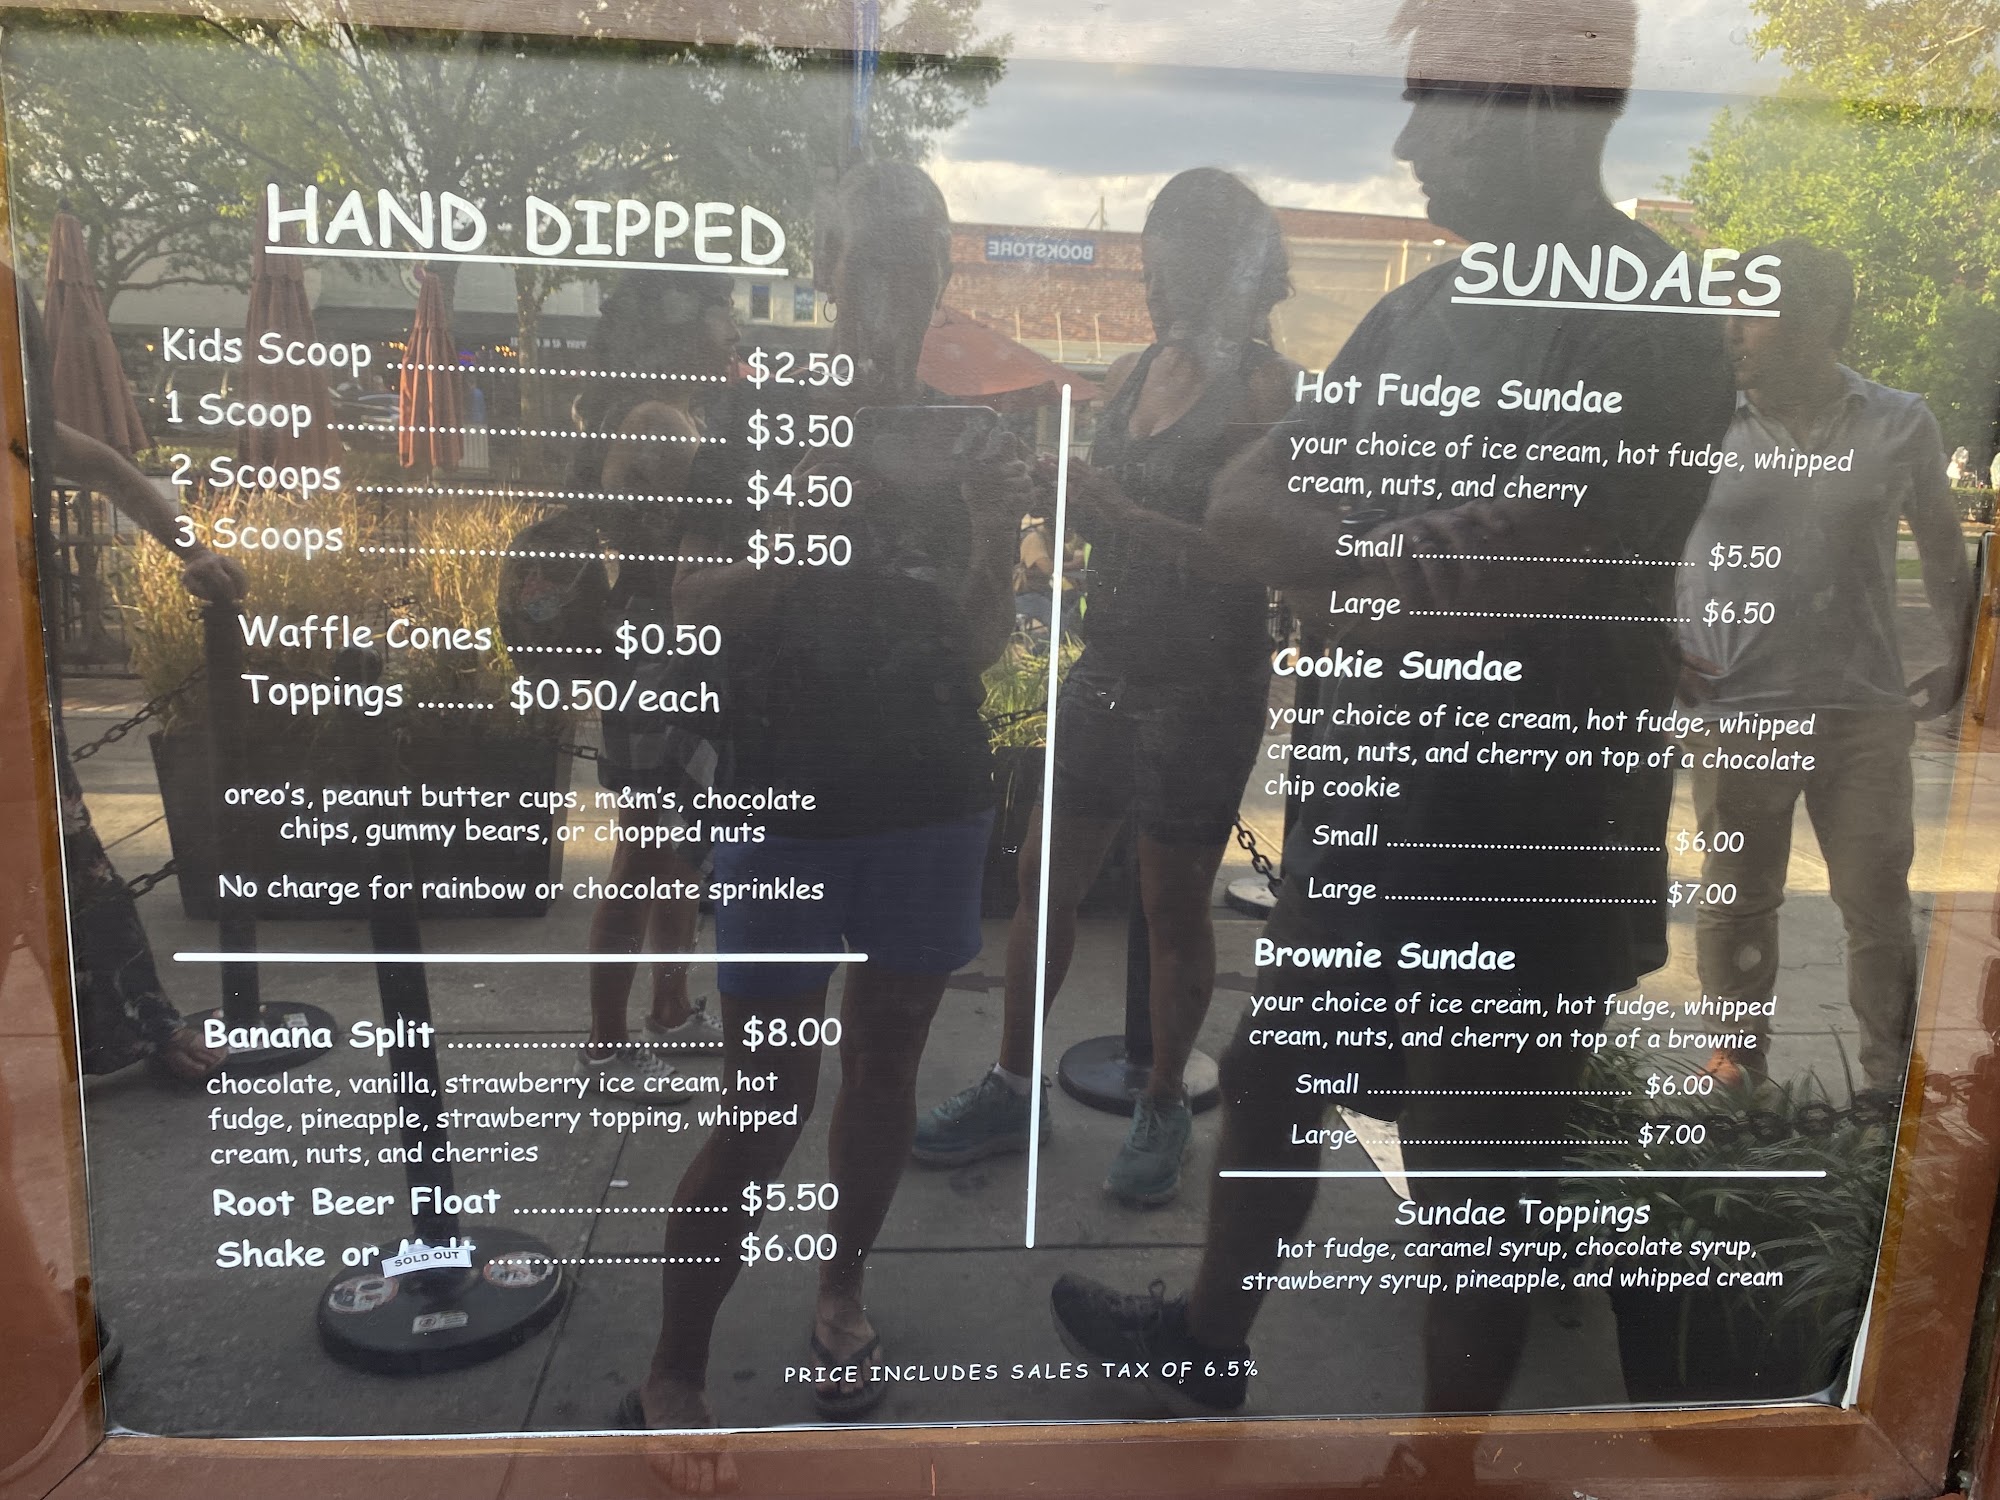 HAND DIPPED
Kids Scoop ........ $2.50
1 Scoop ........ $3.50
2 Scoops ........ $4.50
3 Scoops ........ $5.50
Waffle Cones .......... $0.50
Toppings ........ $0.50/each
oreo's, peanut butter cups, m&m's, chocolate
chips, gummy bears, or chopped nuts
No charge for rainbow or chocolate sprinkles
Banana Split ........ $8.00
chocolate, vanilla, strawberry ice cream, hot
fudge, pineapple, strawberry topping, whipped
cream, nuts, and cherries
Root Beer Float ........ $5.50
Shake or SOLD OUT ........ $6.00
SUNDAES
Hot Fudge Sundae
your choice of ice cream, hot fudge, whipped
cream, nuts, and cherry
Small ........ $5.50
Large ........ $6.50
Cookie Sundae
your choice of ice cream, hot fudge, whipped
cream, nuts, and cherry on top of a chocolate
chip cookie
Small ........ $6.00
Large ........ $7.00
Brownie Sundae
your choice of ice cream, hot fudge, whipped
cream, nuts, and cherry on top of a brownie
Small ........ $6.00
Large ........ $7.00
Sundae Toppings
hot fudge, caramel syrup, chocolate syrup,
strawberry syrup, pineapple, and whipped cream
PRICE INCLUDES SALES TAX OF 6.5%
BOOKSTORE